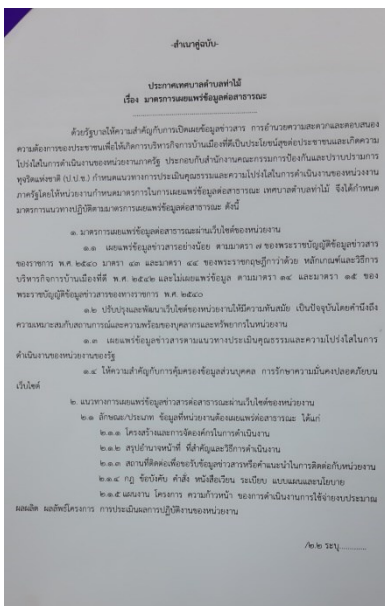 -สำเนาคู่ฉบับ-
ประกาศเทศบาลตำบลท่าไม้
เรื่อง มาตรการเผยแพร่ข้อมูลต่อสาธารณะ
ด้วยรัฐบาลให้ความสำคัญกับการเปิดเผยข้อมูลข่าวสาร การอำนวยความสะดวกและตอบสนอง
ความต้องการของประชาชนเพื่อให้เกิดการบริหารกิจการบ้านเมืองที่ดีเป็นประโยชน์สุขต่อประชาชนและเกิดความ
โปร่งใสในการดำเนินงานของหน่วยงานภาครัฐ ประกอบกับสำนักงานคณะกรรมการป้องกันและปราบปรามการ
ทุจริตแห่งชาติ (ป.ป.ช.) กำหนดแนวทางการประเมินคุณธรรมและความโปร่งใสในการดำเนินงานของหน่วยงาน
ภาครัฐโดยให้หน่วยงานกำหนดมาตรการในการเผยแพร่ข้อมูลต่อสาธารณะ เทศบาลตำบลท่าไม้ จึงได้กำหนด
มาตรการแนวทางปฏิบัติตามมาตรการเผยแพร่ข้อมูลต่อสาธารณะ ดังนี้
๑. มาตรการเผยแพร่ข้อมูลต่อสาธารณะผ่านเว็บไซต์ของหน่วยงาน
๑.๑ เผยแพร่ข้อมูลข่าวสารอย่างน้อย ตามมาตรา ๗ ของพระราชบัญญัติข้อมูลข่าวสาร
ของราชการ พ.ศ. ๒๕๔๐ มาตรา ๔๓ และมาตรา ๔๔ ของพระราชกฤษฎีกาว่าด้วย หลักเกณฑ์และวิธีการ
บริหารกิจการบ้านเมืองที่ดี พ.ศ. ๒๕๔๖ และไม่เผยแพร่ข้อมูล ตามมาตรา ๑๔ และมาตรา ๑๕ ของ
พระราชบัญญัติข้อมูลข่าวสารของทางราชการ พ.ศ. ๒๕๔๐
๑.๒ ปรับปรุงและพัฒนาเว็บไซต์ของหน่วยงานให้มีความทันสมัย เป็นปัจจุบันโดยคำนึงถึง
ความเหมาะสมกับสถานการณ์และความพร้อมของบุคลากรและทรัพยากรในหน่วยงาน
๑.๓ เผยแพร่ข้อมูลข่าวสารตามแนวทางประเมินคุณธรรมและความโปร่งใสในการ
ดำเนินงานของหน่วยงานของรัฐ
๑.๔ ให้ความสำคัญกับการคุ้มครองข้อมูลส่วนบุคคล การรักษาความมั่นคงปลอดภัยบน
เว็บไซต์
๒. แนวทางการเผยแพร่ข้อมูลข่าวสารต่อสาธารณะผ่านเว็บไซต์ของหน่วยงาน
๒.๑ ลักษณะ/ประเภท ข้อมูลที่หน่วยงานต้องเผยแพร่ต่อสาธารณะ ได้แก่
๒.๑.๑ โครงสร้างและการจัดองค์กรในการดำเนินงาน
๒.๑.๒ สรุปอำนาจหน้าที่ ที่สำคัญและวิธีการดำเนินงาน
๒.๑.๓ สถานที่ติดต่อเพื่อขอรับข้อมูลข่าวสารหรือคำแนะนำในการติดต่อกับหน่วยงาน
๒.๑.๔ กฎ ข้อบังคับ คำสั่ง หนังสือเวียน ระเบียบ แบบแผนและนโยบาย
๒.๑.๕ แผนงาน โครงการ ความก้าวหน้า ของการดำเนินงานการใช้จ่ายงบประมาณ
ผลผลิต ผลลัพธ์โครงการ การประเมินผลการปฏิบัติงานของหน่วยงาน
/๒.๒ ระบุ............